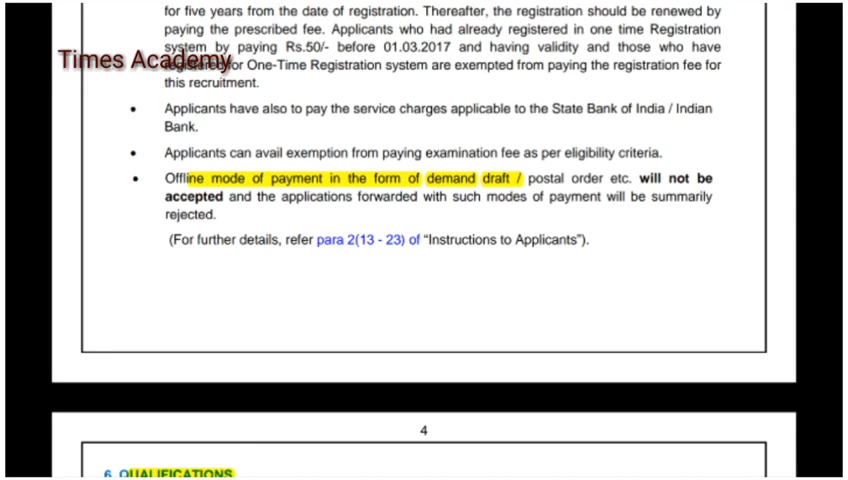 for five years from the date of registration. Thereafter, the registration should be renewed by
paying the prescribed fee. Applicants who had already registered in one time Registration
system by paying Rs.50/- before 01.03.2017 and having validity and those who have
Times Academy
registered for One-Time Registration system are exempted from paying the registration fee for
this recruitment.
• Applicants have also to pay the service charges applicable to the State Bank of India / Indian
Bank.
• Applicants can avail exemption from paying examination fee as per eligibility criteria.
• Offline mode of payment in the form of demand draft / postal order etc. will not be
accepted and the applications forwarded with such modes of payment will be summarily
rejected.
(For further details, refer para 2(13 - 23) of “Instructions to Applicants”).
4
6. QUALIFICATIONS